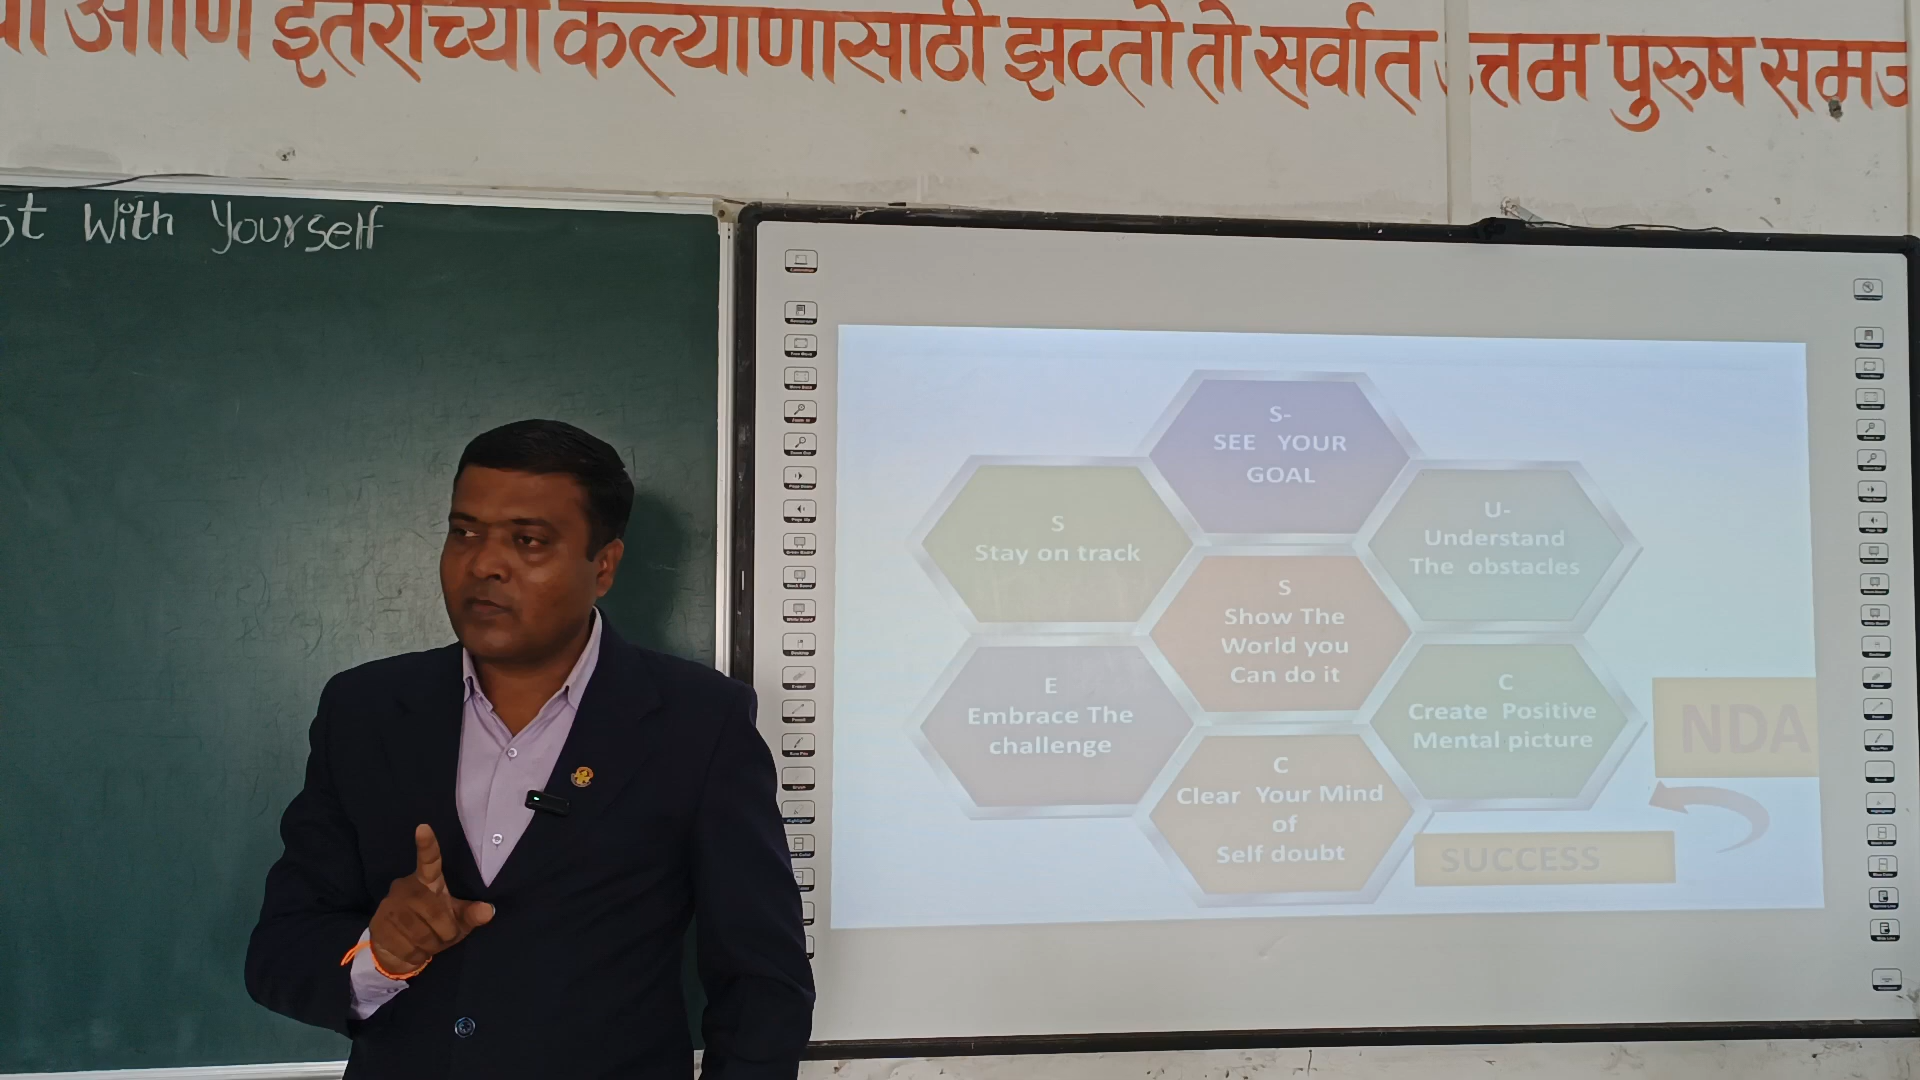 आणि इतरांच्या कल्याणासाठी झटतो तो सर्वात उत्तम पुरुष
With Yourself
S-
SEE YOUR
GOAL
S
Stay on track
U-
Understand
The obstacles
S
Show The
World you
Can do it
E
Embrace The
challenge
C
Create Positive
Mental picture
C
Clear Your Mind
of
Self doubt
NDA
SUCCESS